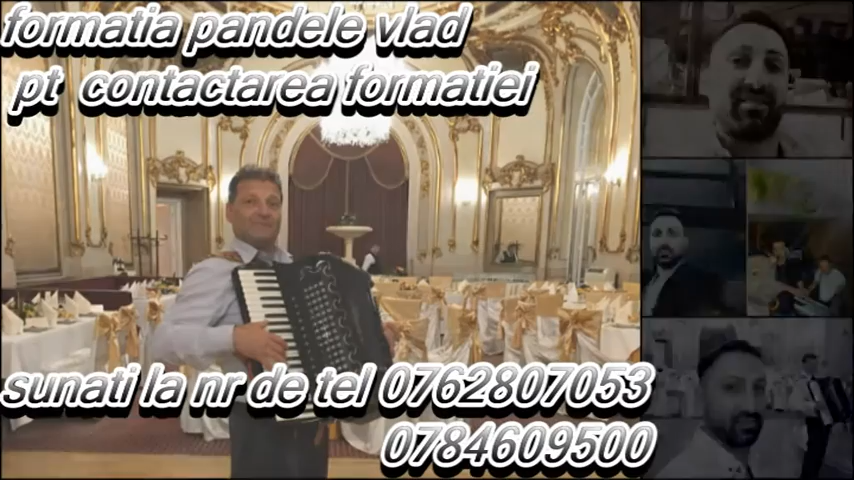 formatia pandele vlad
pt contactarea formatiei
sunati la nr de tel 0762807053
0784609500